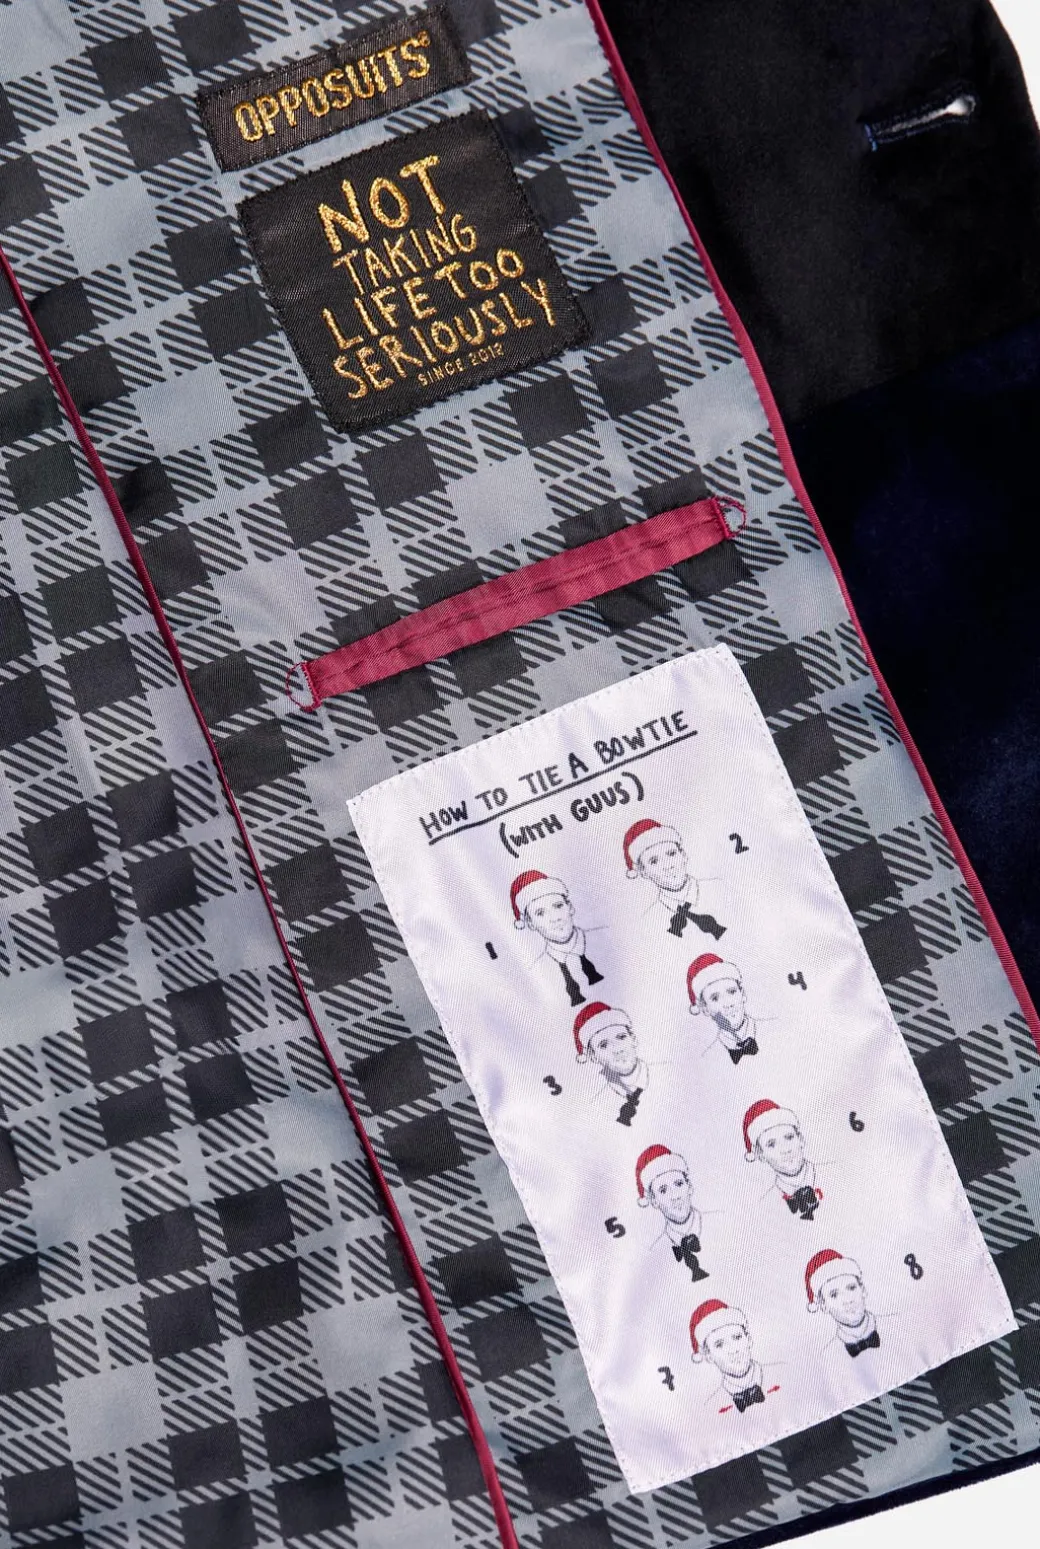 OPPOSUITS®
NOT
TAKING
LIFE TOO
SERIOUSLY
SINCE 2012
HOW TO TIE A BOWTIE
(WITH GUUS)
1
2
3
4
5
6
7
8